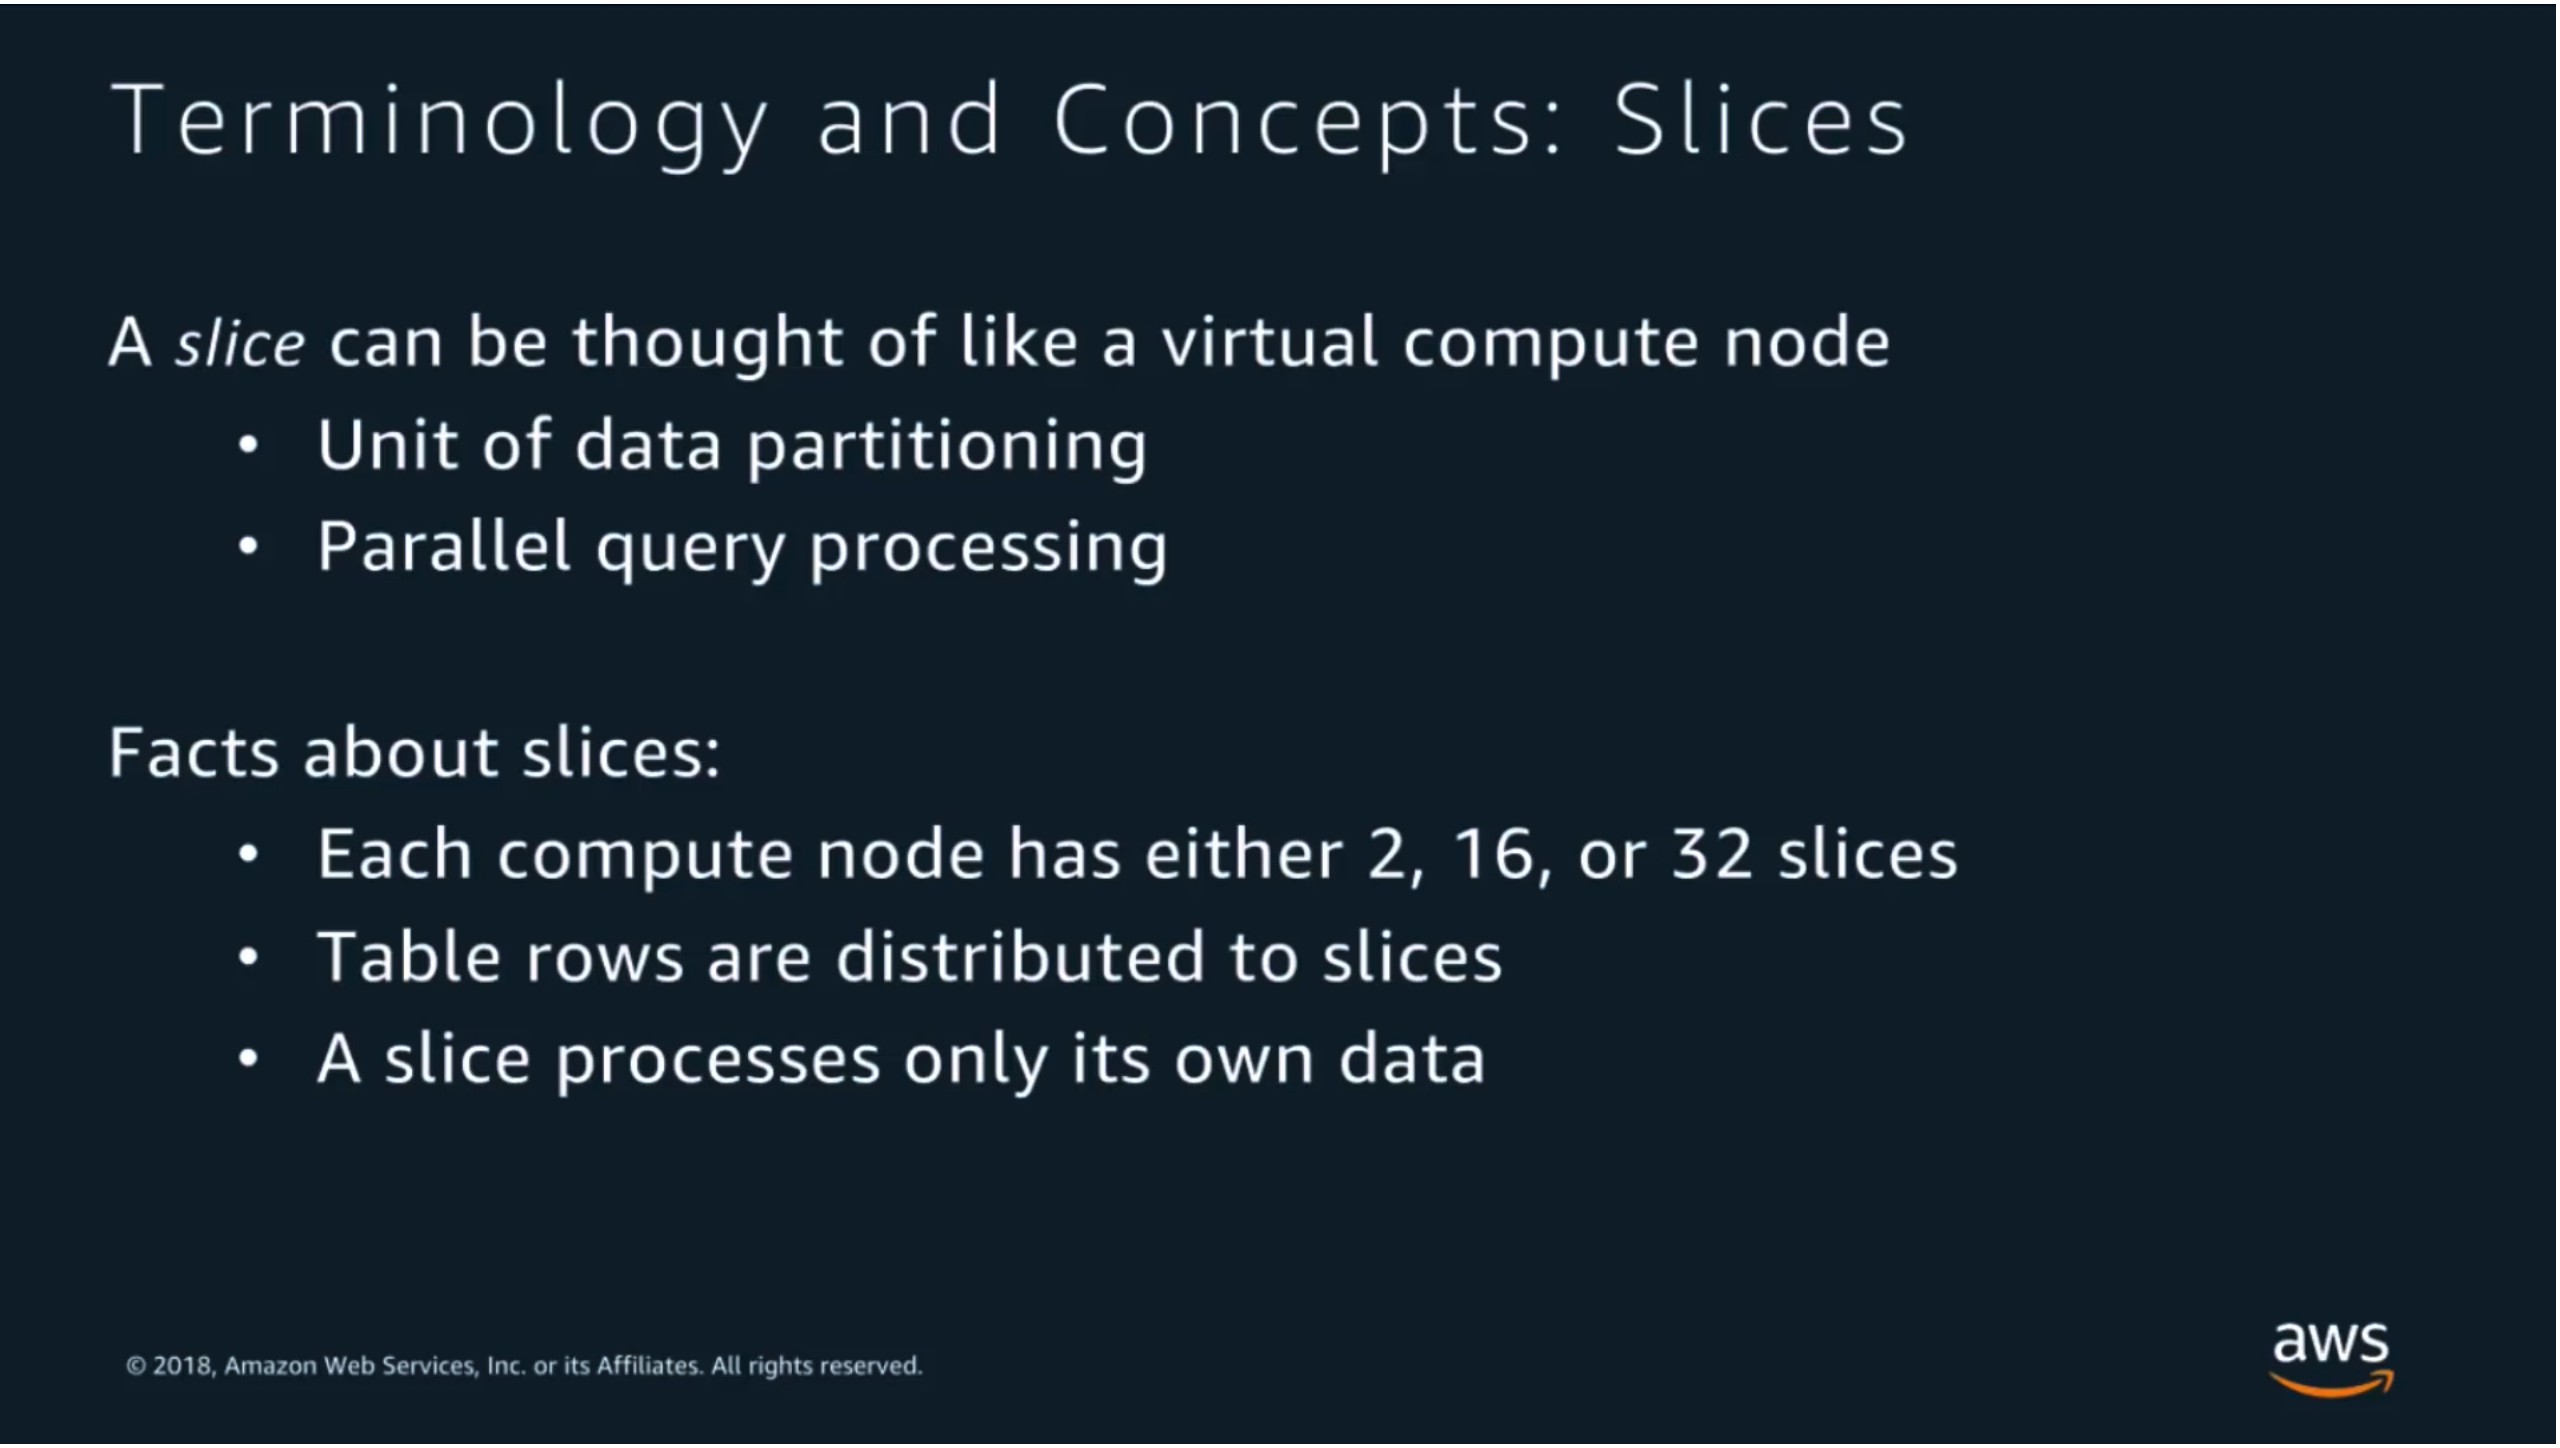 Terminology and Concepts: Slices
A slice can be thought of like a virtual compute node
• Unit of data partitioning
• Parallel query processing
Facts about slices:
• Each compute node has either 2, 16, or 32 slices
• Table rows are distributed to slices
• A slice processes only its own data
© 2018, Amazon Web Services, Inc. or its Affiliates. All rights reserved.
aws